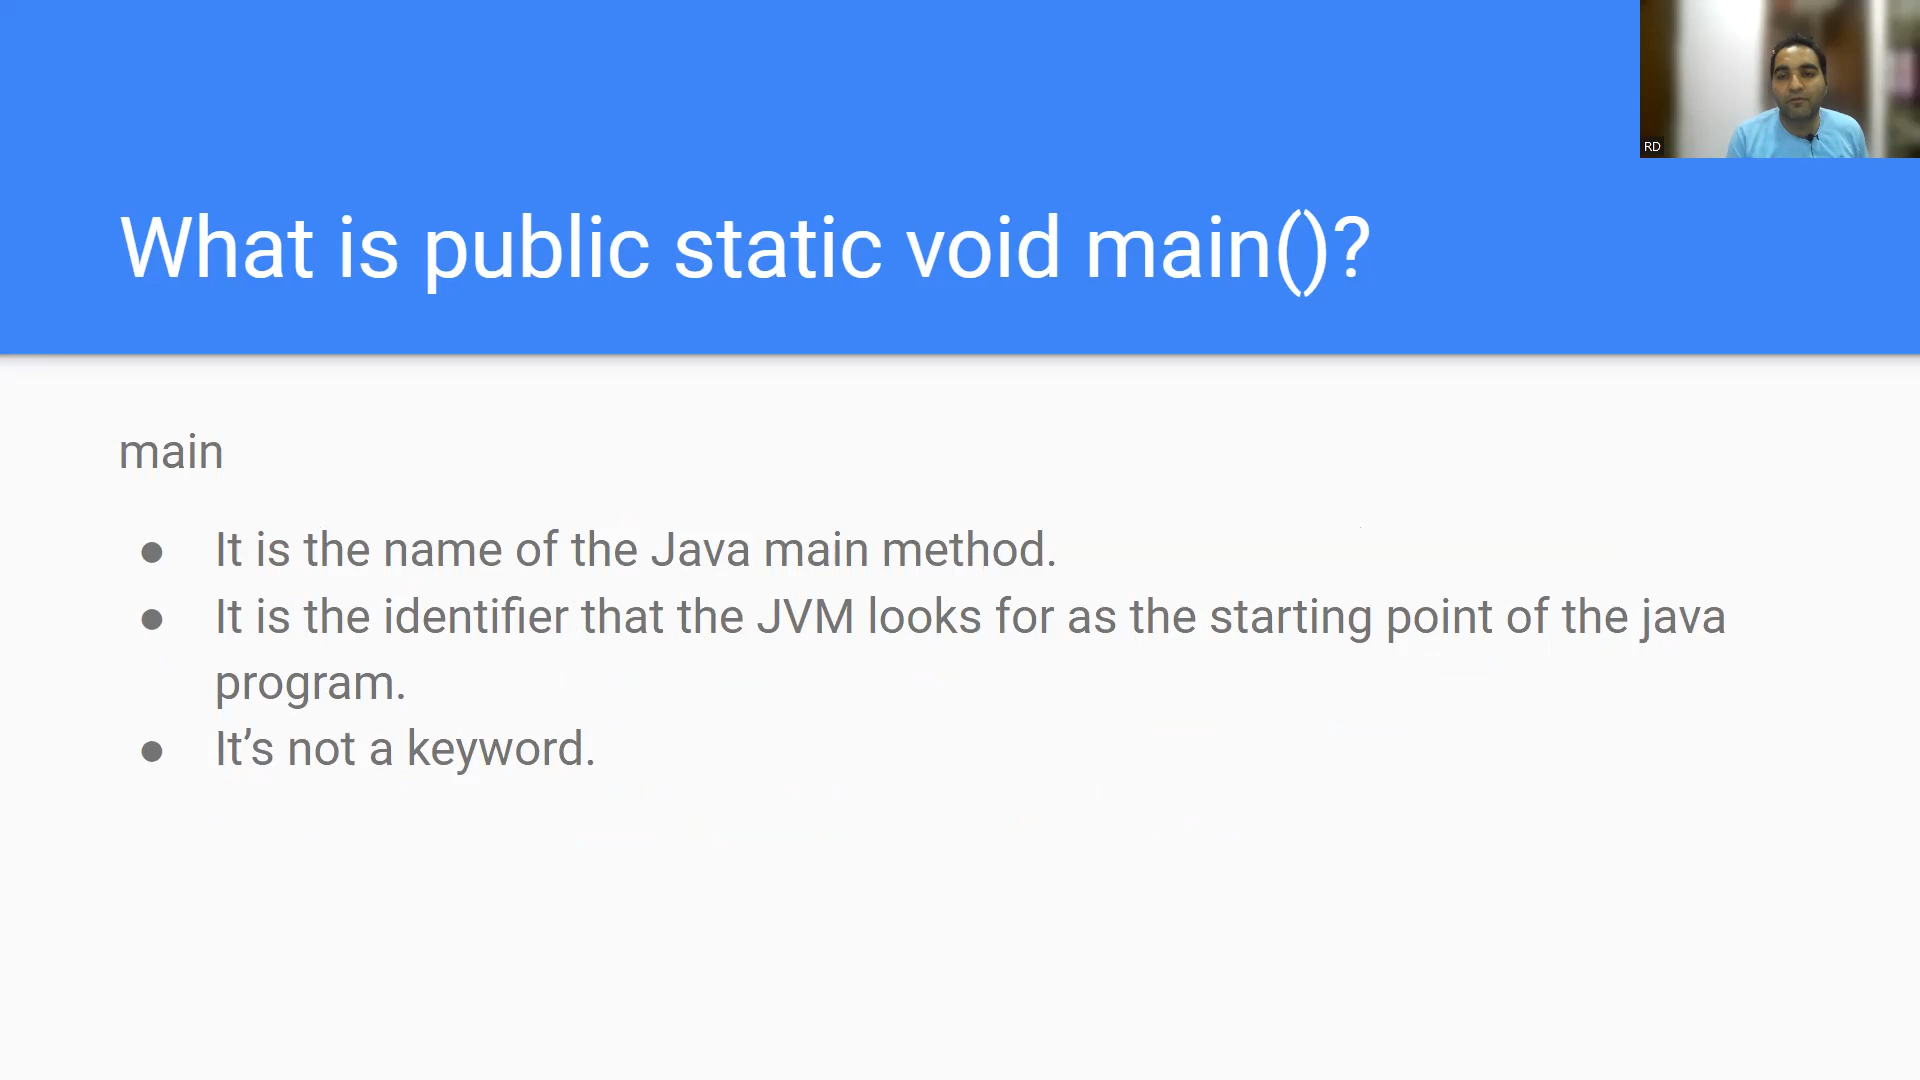 RD
What is public static void main()?
main
● It is the name of the Java main method.
● It is the identifier that the JVM looks for as the starting point of the java
program.
● It’s not a keyword.